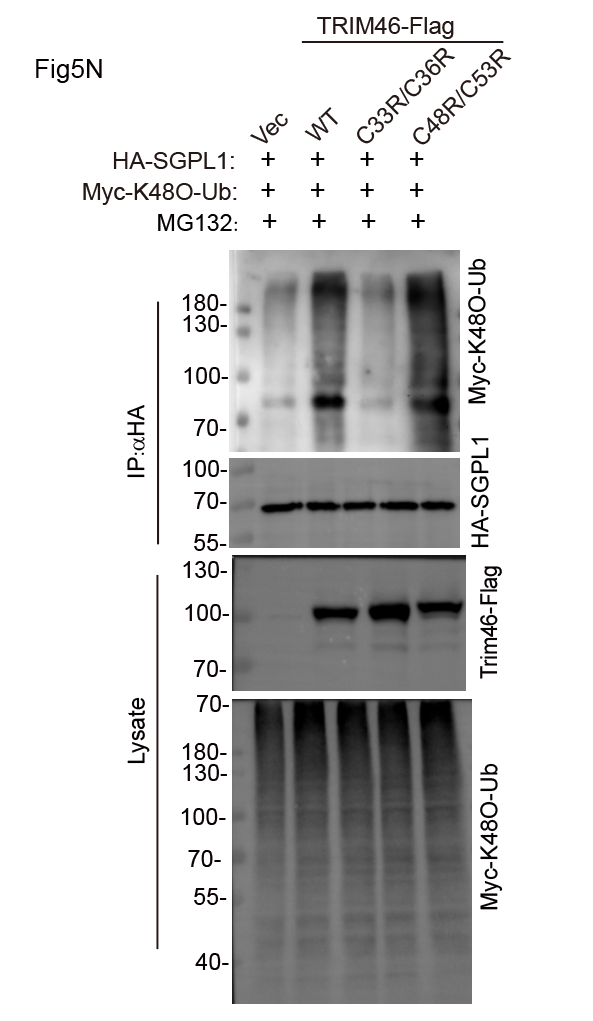 TRIM46-Flag
Fig5N
Vec WT C33R/C36R C48R/C53R
HA-SGPL1: + + + +
Myc-K48O-Ub: + + + +
MG132: + + + +
IP:αHA
180-
130-
100-
70-
Myc-K48O-Ub
100-
70-
55-
HA-SGPL1
Lysate
130-
100-
70-
Trim46-Flag
70-
180-
130-
100-
70-
55-
40-
Myc-K48O-Ub